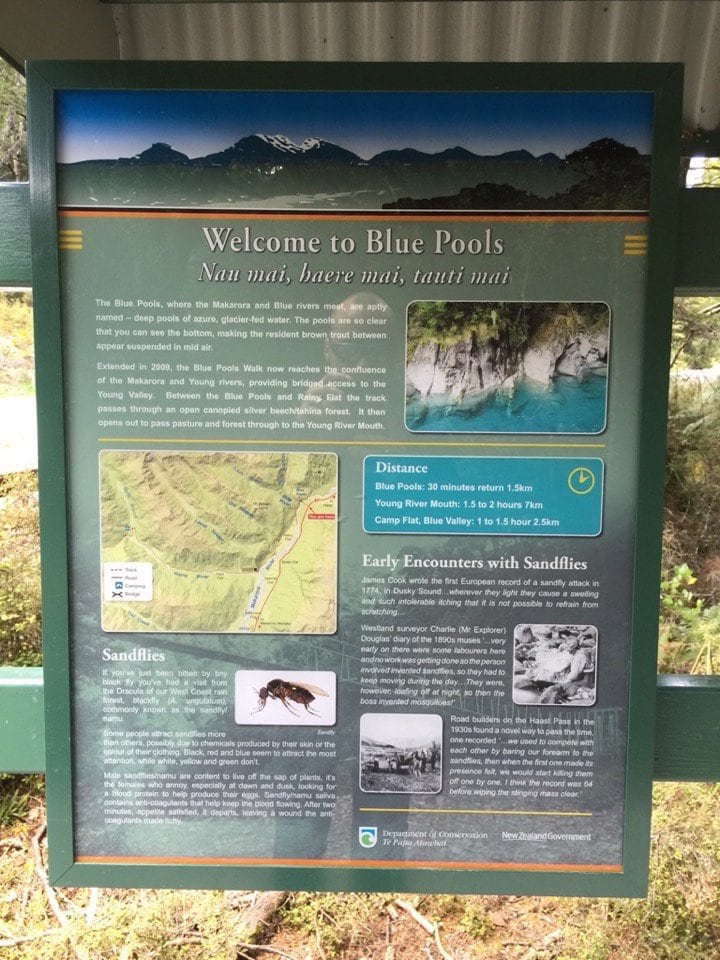 Welcome to Blue Pools
Nau mai, haere mai, tauti mai
The Blue Pools, where the Makarora and Blue rivers meet, are aptly
named – deep pools of azure, glacier-fed water. The pools are so clear
that you can see the bottom, making the resident brown trout between
appear suspended in mid air.
Extended in 2009, the Blue Pools Walk now reaches the confluence
of the Makarora and Young rivers, providing bridged access to the
Young Valley. Between the Blue Pools and Rainy Flat the track
passes through an open canopied silver beech/tahina forest. It then
opens out to pass pasture and forest through to the Young River Mouth.
You are here
Young River
Makarora River
Track
Road
Camping
Bridge
Distance
Blue Pools: 30 minutes return 1.5km
Young River Mouth: 1.5 to 2 hours 7km
Camp Flat, Blue Valley: 1 to 1.5 hour 2.5km
Sandflies
If you've just been bitten by tiny
black fly you've had a visit from
the Dracula of our West Coast rain
forest, blackfly (A. ungulatum),
commonly known as the sandfly/
namu.
Sandfly
Some people attract sandflies more
then others, possibly due to chemicals produced by their skin or the
colour of their clothing. Black, red and blue seem to attract the most
attention, while white, yellow and green don't.
Male sandflies/namu are content to live off the sap of plants, it's
the females who annoy, especially at dawn and dusk, looking for
a blood protein to help produce their eggs. Sandfly/namu saliva
contains anti-coagulants that help keep the blood flowing. After two
minutes, appetite satisfied, it departs, leaving a wound the anti-
coagulants made itchy.
Early Encounters with Sandflies
James Cook wrote the first European record of a sandfly attack in
1774, in Dusky Sound…wherever they light they cause a swelling
and such intolerable itching that it is not possible to refrain from
scratching…
Westland surveyor Charlie (Mr Explorer)
Douglas' diary of the 1890s muses '...very
early on there were some labourers here
and no work was getting done so the person
involved invented sandflies, so they had to
keep moving during the day…They were,
however, loafing off at night, so then the
boss invented mosquitoes!'
Road builders on the Haast Pass in the
1930s found a novel way to pass the time,
one recorded '...we used to compete with
each other by baring our forearm to the
sandflies, then when the first one made its
presence felt, we would start killing them
off one by one. I think the record was 64
before wiping the stinging mass clear.'
Department of Conservation
Te Papa Atawhai
New Zealand Government